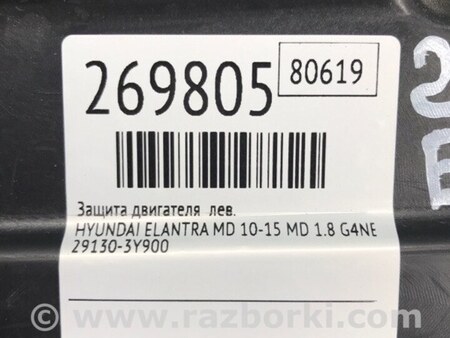 269805
80619
Защита двигателя лев.
HYUNDAI ELANTRA MD 10-15 MD 1.8 G4NE
29130-3Y900
2
E
© www.razborki.com